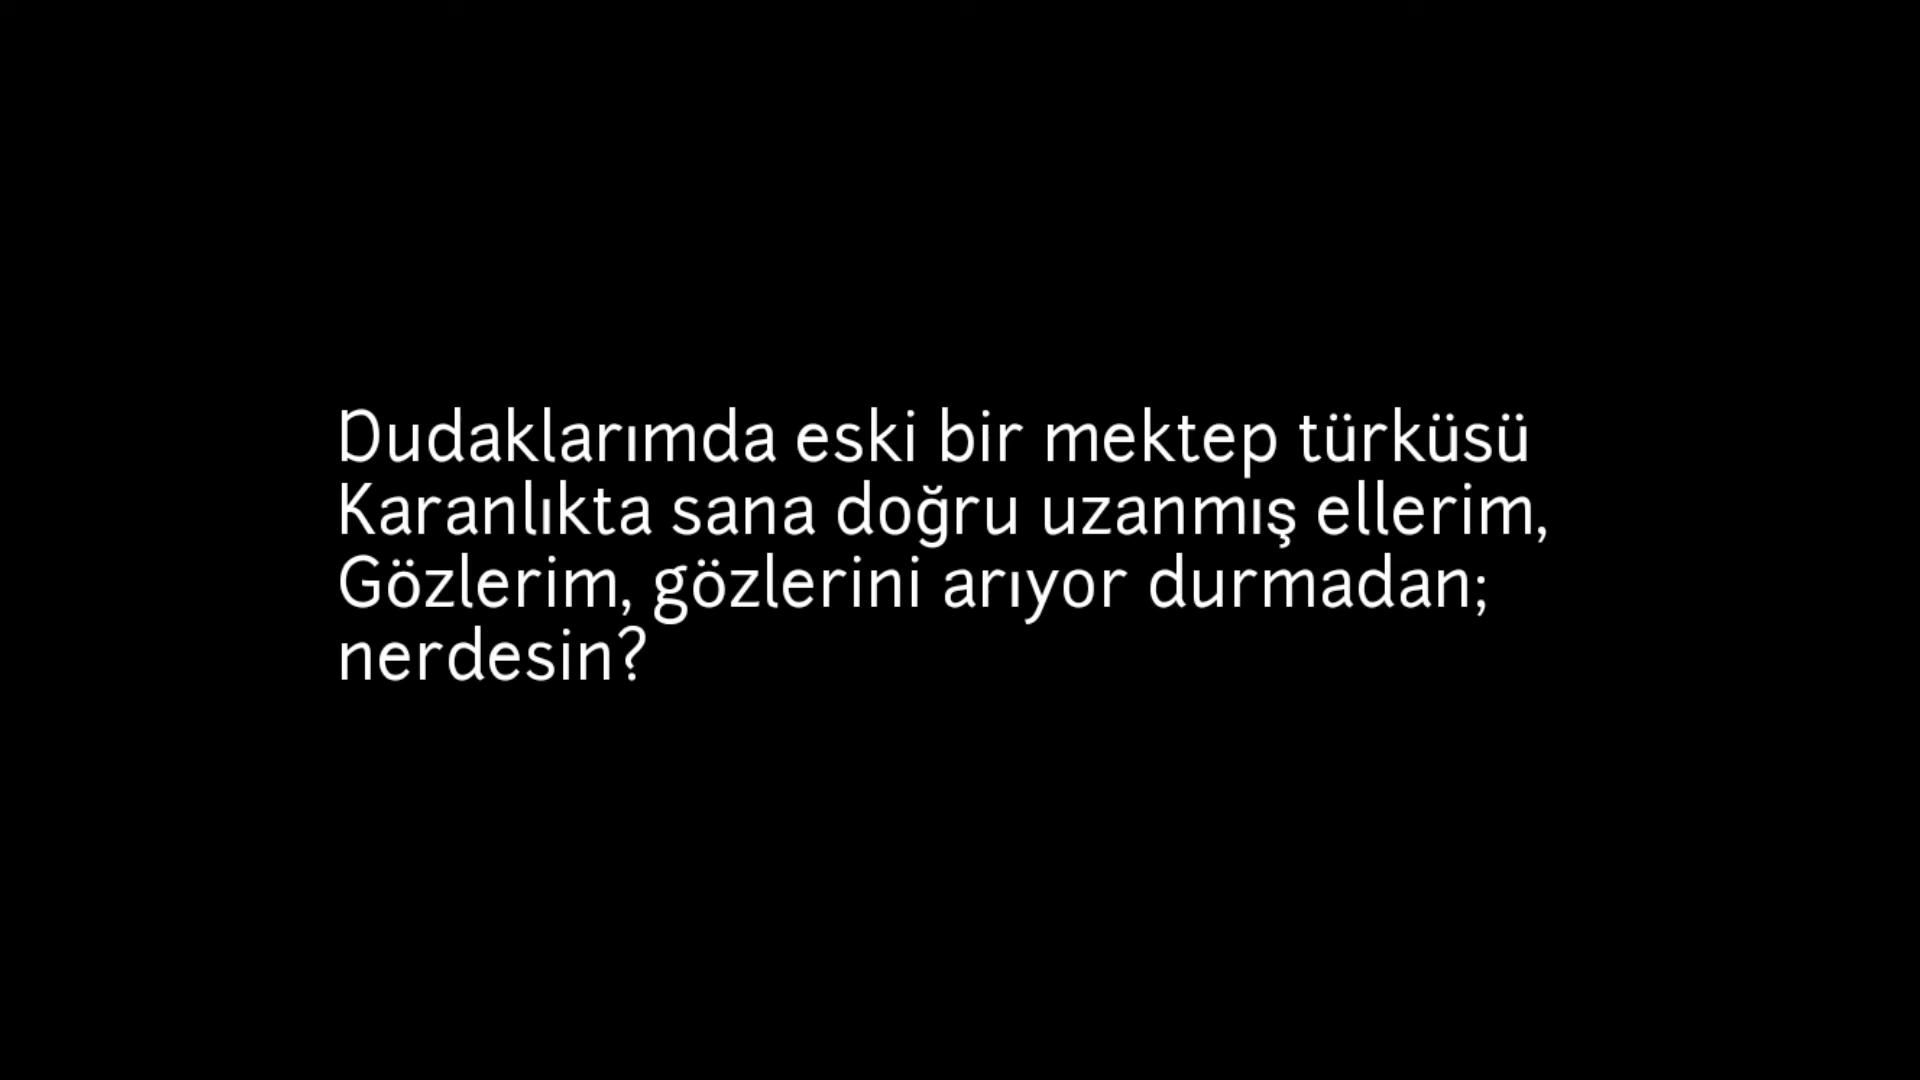 Dudaklarımda eski bir mektep türküsü
Karanlıkta sana doğru uzanmış ellerim,
Gözlerim, gözlerini arıyor durmadan;
nerdesin?